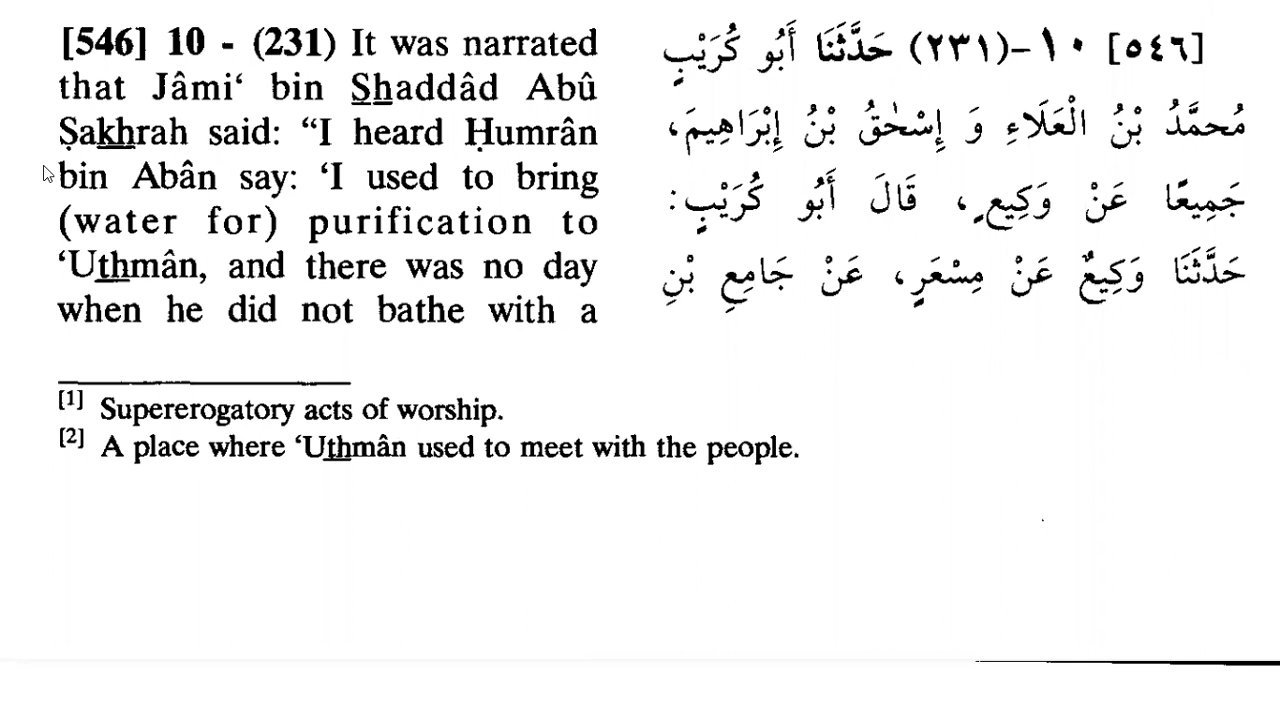 [546] 10 - (231) It was narrated
that Jâmi‘ bin Shaddâd Abû
Ṣakhrah said: “I heard Ḥumrân
bin Abân say: ‘I used to bring
(water for) purification to
‘Uthmân, and there was no day
when he did not bathe with a
[٥٤٦] ١٠-(٢٣١) حَدَّثَنَا أَبُو كُرَيْبٍ
مُحمَّدُ بْنُ الْعَلَاءِ وَ إِسْحٰقُ بْنُ إِبْرَاهِيمَ،
جَمِيعًا عَنْ وَكِيعٍ، قَالَ أَبُو كُرَيْبٍ:
حَدَّثَنَا وَكِيعٌ عَنْ مِسْعَرٍ، عَنْ جَامِعِ بْنِ
[1] Supererogatory acts of worship.
[2] A place where ‘Uthmân used to meet with the people.